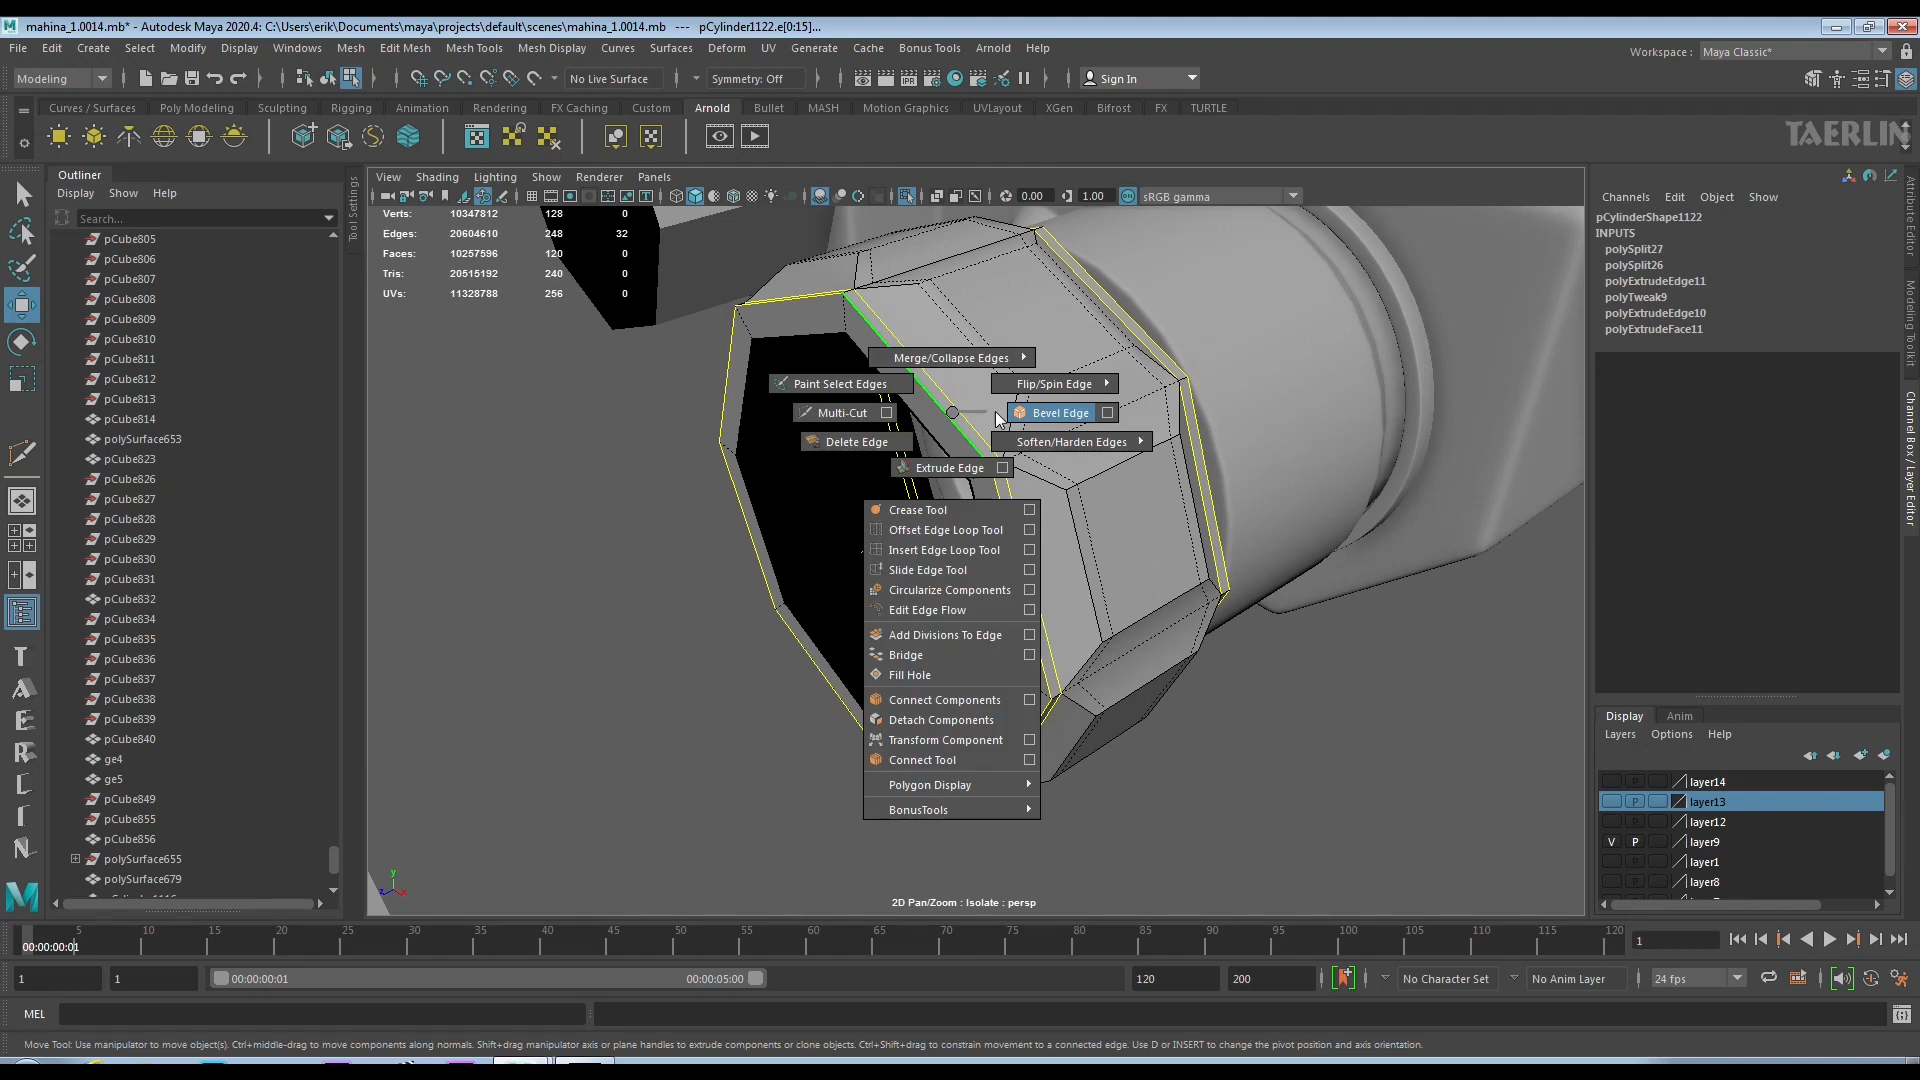 mahina_1.0014.mb* - Autodesk Maya 2020.4: C:\Users\erik\Documents\maya\projects\default\scenes\mahina_1.0014.mb --- pCylinder1122.e[0:15]...
File Edit Create Select Modify Display Windows Mesh Edit Mesh Mesh Tools Mesh Display Curves Surfaces Deform UV Generate Cache Bonus Tools Arnold Help
Workspace : Maya Classic*
Modeling No Live Surface Symmetry: Off Sign In
Curves / Surfaces Poly Modeling Sculpting Rigging Animation Rendering FX Caching Custom Arnold Bullet MASH Motion Graphics UVLayout XGen Bifrost FX TURTLE
TAERLIN
Outliner
Display Show Help
Search...
pCube805
pCube806
pCube807
pCube808
pCube809
pCube810
pCube811
pCube812
pCube813
pCube814
polySurface653
pCube823
pCube826
pCube827
pCube828
pCube829
pCube830
pCube831
pCube832
pCube834
pCube835
pCube836
pCube837
pCube838
pCube839
pCube840
ge4
ge5
pCube849
pCube855
pCube856
polySurface655
polySurface679
Tool Settings
View Shading Lighting Show Renderer Panels
0.00 1.00 ON sRGB gamma
Verts: 10347812 128 0
Edges: 20604610 248 32
Faces: 10257596 120 0
Tris: 20515192 240 0
UVs: 11328788 256 0
Merge/Collapse Edges
Paint Select Edges Flip/Spin Edge
Multi-Cut Bevel Edge
Delete Edge Soften/Harden Edges
Extrude Edge
Crease Tool
Offset Edge Loop Tool
Insert Edge Loop Tool
Slide Edge Tool
Circularize Components
Edit Edge Flow
Add Divisions To Edge
Bridge
Fill Hole
Connect Components
Detach Components
Transform Component
Connect Tool
Polygon Display
BonusTools
y
z x
2D Pan/Zoom : Isolate : persp
Channels Edit Object Show
pCylinderShape1122
INPUTS
polySplit27
polySplit26
polyExtrudeEdge11
polyTweak9
polyExtrudeEdge10
polyExtrudeFace11
Attribute Editor
Modeling Toolkit
Channel Box / Layer Editor
Display Anim
Layers Options Help
P layer14
P layer13
P layer12
V P layer9
P layer1
P layer8
5 10 15 20 25 30 35 40 45 50 55 60 65 70 75 80 85 90 95 100 105 110 115 120
00:00:00:01
1
1 1 00:00:00:01 00:00:05:00 120 200 No Character Set No Anim Layer 24 fps
MEL
Move Tool: Use manipulator to move object(s). Ctrl+middle-drag to move components along normals. Shift+drag manipulator axis or plane handles to extrude components or clone objects. Ctrl+Shift+drag to constrain movement to a connected edge. Use D or INSERT to change the pivot position and axis orientation.